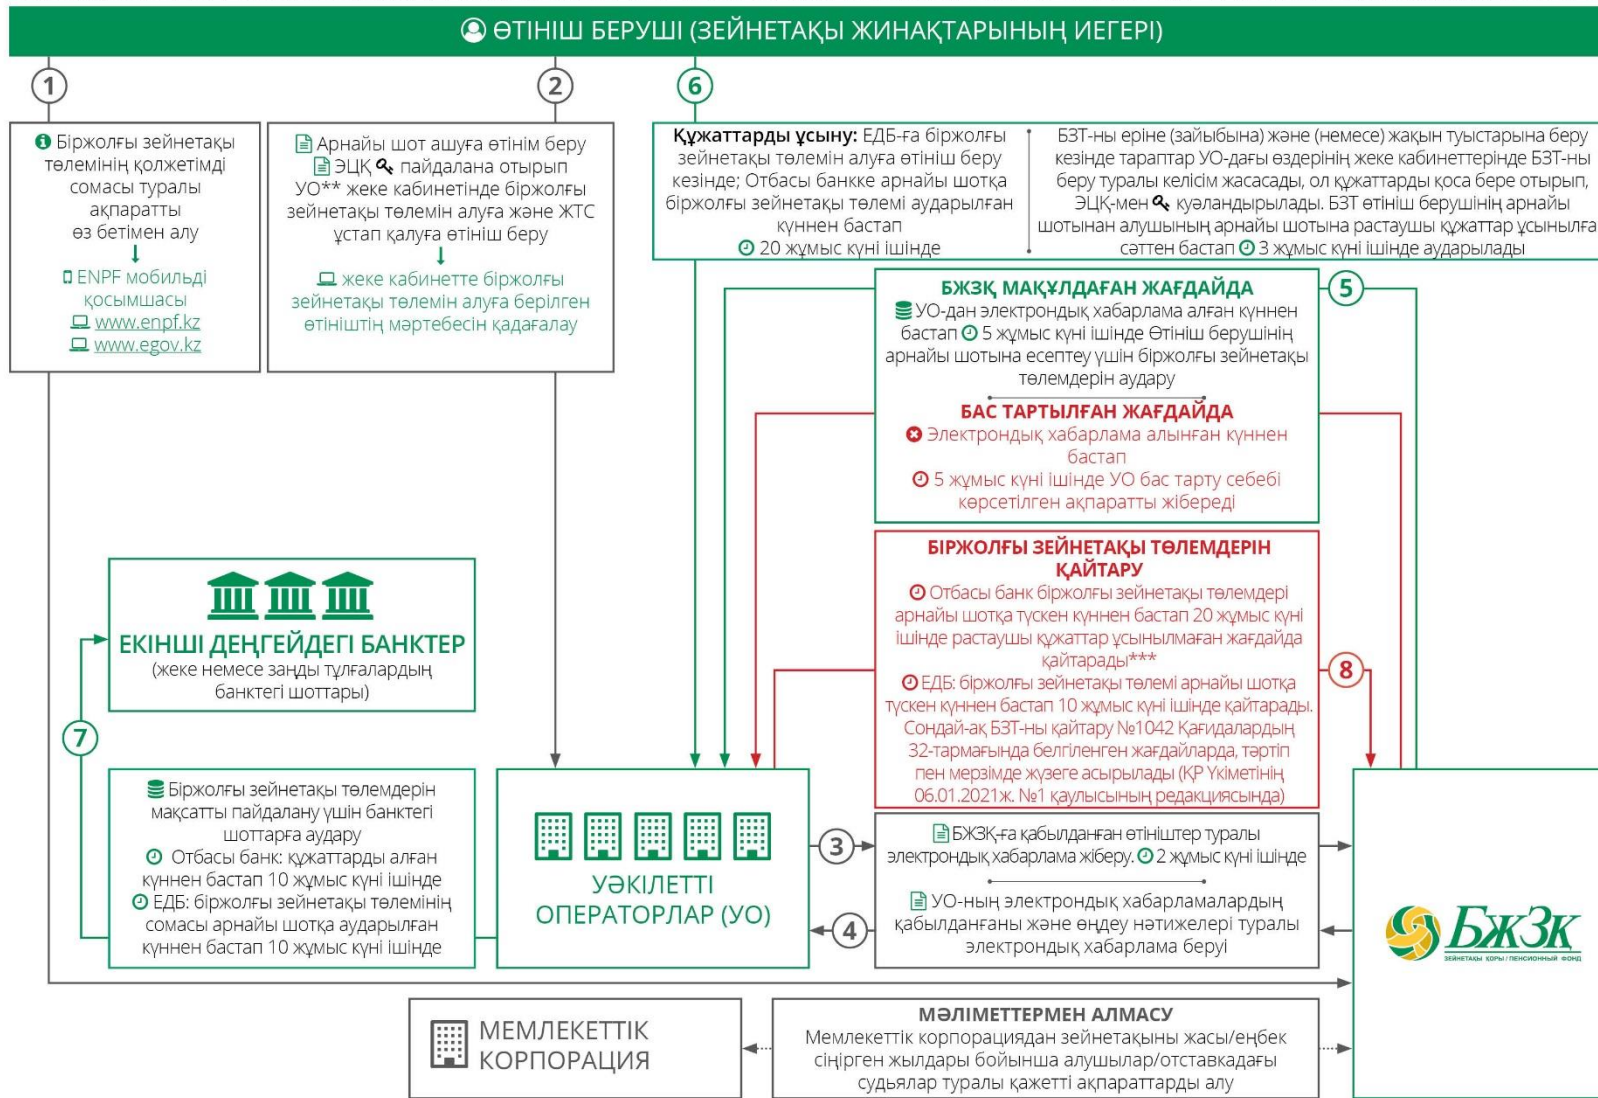 ӨТІНІШ БЕРУШІ (ЗЕЙНЕТАҚЫ ЖИНАҚТАРЫНЫҢ ИЕГЕРІ)
1
Біржолғы зейнетақы
төлемінің қолжетімді
сомасы туралы
ақпаратты
өз бетімен алу
ENPF мобильді
қосымшасы
www.enpf.kz
www.egov.kz
2
Арнайы шот ашуға өтінім беру
ЭЦҚ пайдалана отырып
УО** жеке кабинетінде біржолғы
зейнетақы төлемін алуға және ЖТС
ұстап қалуға өтініш беру
жеке кабинетте біржолғы
зейнетақы төлемін алуға берілген
өтініштің мәртебесін қадағалау
6
Құжаттарды ұсыну: ЕДБ-ға біржолғы
зейнетақы төлемін алуға өтініш беру
кезінде; Отбасы банкке арнайы шотқа
біржолғы зейнетақы төлемі аударылған
күннен бастап
20 жұмыс күні ішінде
БЗТ-ны еріне (зайыбына) және (немесе) жақын туыстарына беру
кезінде тараптар УО-дағы өздерінің жеке кабинеттерінде БЗТ-ны
беру туралы келісім жасасады, ол құжаттарды қоса бере отырып,
ЭЦҚ-мен куәландырылады. БЗТ өтініш берушінің арнайы
шотынан алушының арнайы шотына растаушы құжаттар ұсынылға
сәттен бастап 3 жұмыс күні ішінде аударылады
5
БЖЗҚ МАҚҰЛДАҒАН ЖАҒДАЙДА
УО-дан электрондық хабарлама алған күннен
бастап 5 жұмыс күні ішінде Өтініш берушінің
арнайы шотына есептеу үшін біржолғы зейнетақы
төлемдерін аудару
БАС ТАРТЫЛҒАН ЖАҒДАЙДА
Электрондық хабарлама алынған күннен
бастап
5 жұмыс күні ішінде УО бас тарту себебі
көрсетілген ақпаратты жібереді
БІРЖОЛҒЫ ЗЕЙНЕТАҚЫ ТӨЛЕМДЕРІН
ҚАЙТАРУ
Отбасы банк біржолғы зейнетақы төлемдері
арнайы шотқа түскен күннен бастап 20 жұмыс күні
ішінде растаушы құжаттар ұсынылмаған жағдайда
қайтарады***
ЕДБ: біржолғы зейнетақы төлемі арнайы шотқа
түскен күннен бастап 10 жұмыс күні ішінде қайтарады.
Сондай-ақ БЗТ-ны қайтару №1042 Қағидалардың
32-тармағында белгіленген жағдайларда, тәртіп
пен мерзімде жүзеге асырылады (ҚР Үкіметінің
06.01.2021ж. №1 қаулысының редакциясында)
8
ЕКІНШІ ДЕҢГЕЙДЕГІ БАНКТЕР
(жеке немесе заңды тұлғалардың
банктегі шоттары)
7
Біржолғы зейнетақы төлемдерін
мақсатты пайдалану үшін банктегі
шоттарға аудару
Отбасы банк: құжаттарды алған
күннен бастап 10 жұмыс күні ішінде
ЕДБ: біржолғы зейнетақы төлемінің
сомасы арнайы шотқа аударылған
күннен бастап 10 жұмыс күні ішінде
УӘКІЛЕТТІ
ОПЕРАТОРЛАР (УО)
3
БЖЗҚ-ға қабылданған өтініштер туралы
электрондық хабарлама жіберу. 2 жұмыс күні ішінде
4
УО-ның электрондық хабарламалардың
қабылданғаны және өңдеу нәтижелері туралы
электрондық хабарлама беруі
БЖЗҚ
ЗЕЙНЕТАҚЫ ҚОРЫ / ПЕНСИОННЫЙ ФОНД
МЕМЛЕКЕТТІК
КОРПОРАЦИЯ
МӘЛІМЕТТЕРМЕН АЛМАСУ
Мемлекеттік корпорациядан зейнетақыны жасы/еңбек
сіңірген жылдары бойынша алушылар/отставкадағы
судьялар туралы қажетті ақпараттарды алу